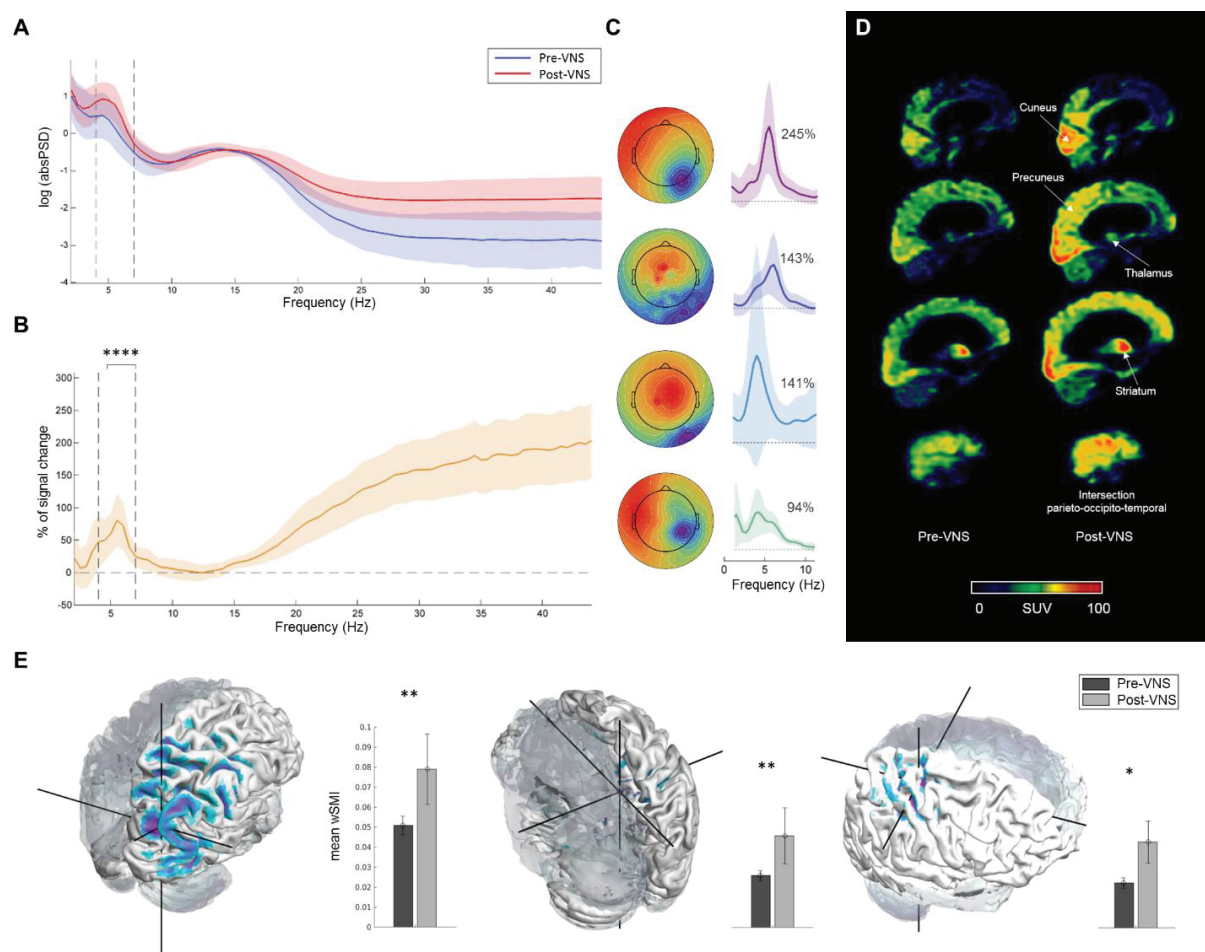 A
Pre-VNS
Post-VNS
log (absPSD)
1
0
-1
-2
-3
-4
5
10
15
20
25
30
35
40
Frequency (Hz)
B
****
% of signal change
300
250
200
150
100
50
0
-50
5
10
15
20
25
30
35
40
Frequency (Hz)
C
245%
143%
141%
94%
0
5
10
Frequency (Hz)
D
Cuneus
Precuneus
Thalamus
Striatum
Intersection
parieto-occipito-temporal
Pre-VNS
Post-VNS
0
SUV
100
E
Pre-VNS
Post-VNS
**
mean wSMI
0.1
0.09
0.08
0.07
0.06
0.05
0.04
0.03
0.02
0.01
0
**
*